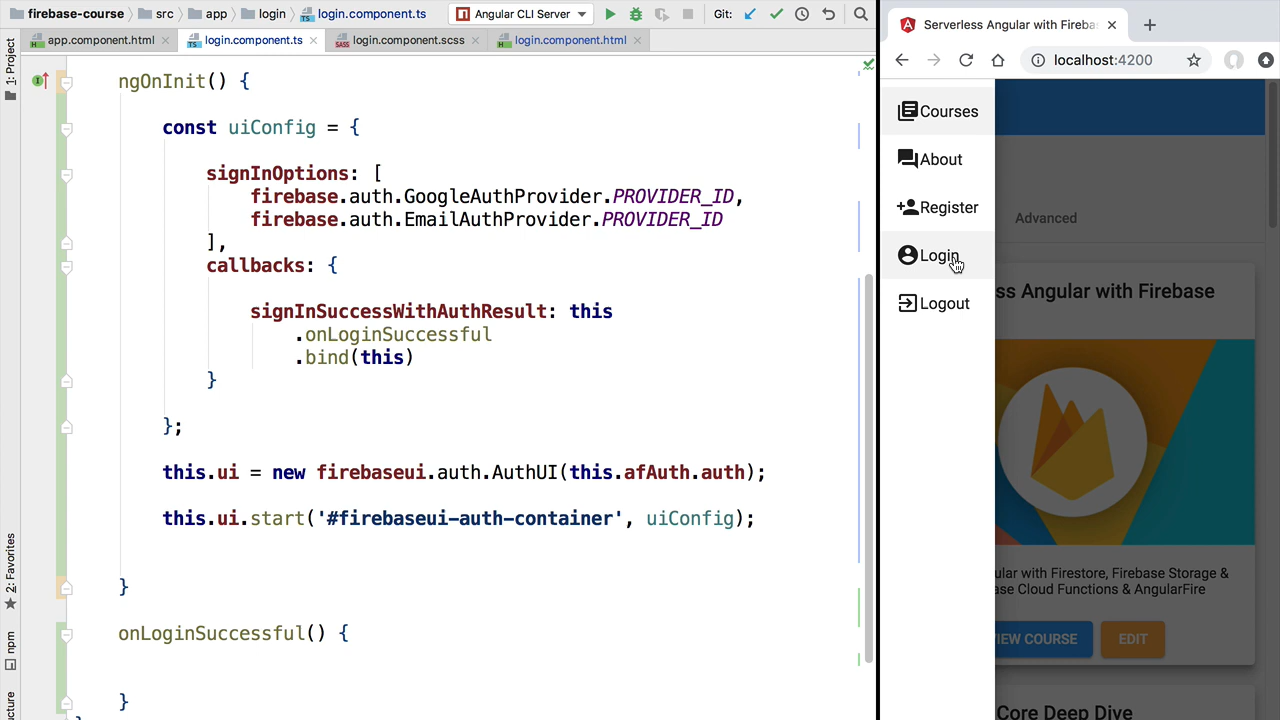 firebase-course
src
app
login
login.component.ts
Angular CLI Server
Git:
app.component.html
login.component.ts
login.component.scss
login.component.html
1: Project
2: Favorites
npm
ngOnInit() {
const uiConfig = {
signInOptions: [
firebase.auth.GoogleAuthProvider.PROVIDER_ID,
firebase.auth.EmailAuthProvider.PROVIDER_ID
],
callbacks: {
signInSuccessWithAuthResult: this
.onLoginSuccessful
.bind(this)
}
};
this.ui = new firebaseui.auth.AuthUI(this.afAuth.auth);
this.ui.start('#firebaseui-auth-container', uiConfig);
}
onLoginSuccessful() {
}
Serverless Angular with Fireba
localhost:4200
Courses
About
Register
Login
Logout
Advanced
ss Angular with Firebase
ular with Firestore, Firebase Storage &
ase Cloud Functions & AngularFire
IEW COURSE
EDIT
Core Deep Dive